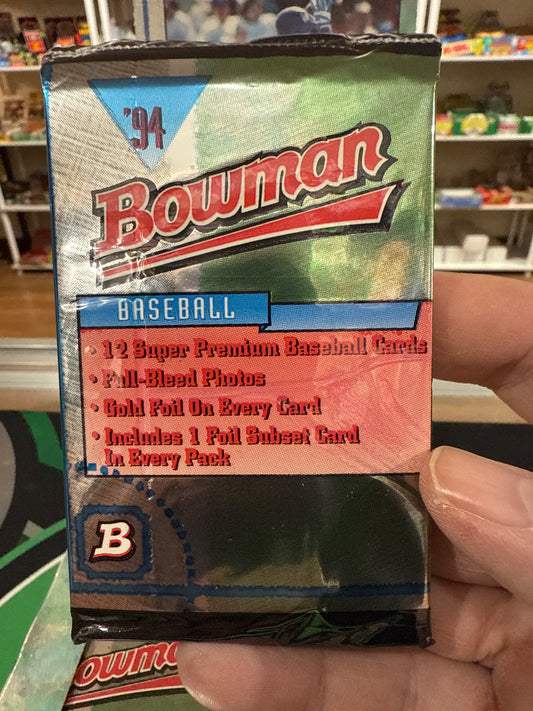 '94
Bowman
BASEBALL
• 12 Super Premium Baseball Cards
• Full-Bleed Photos
• Gold Foil On Every Card
• Includes 1 Foil Subset Card
In Every Pack
B
Bowma